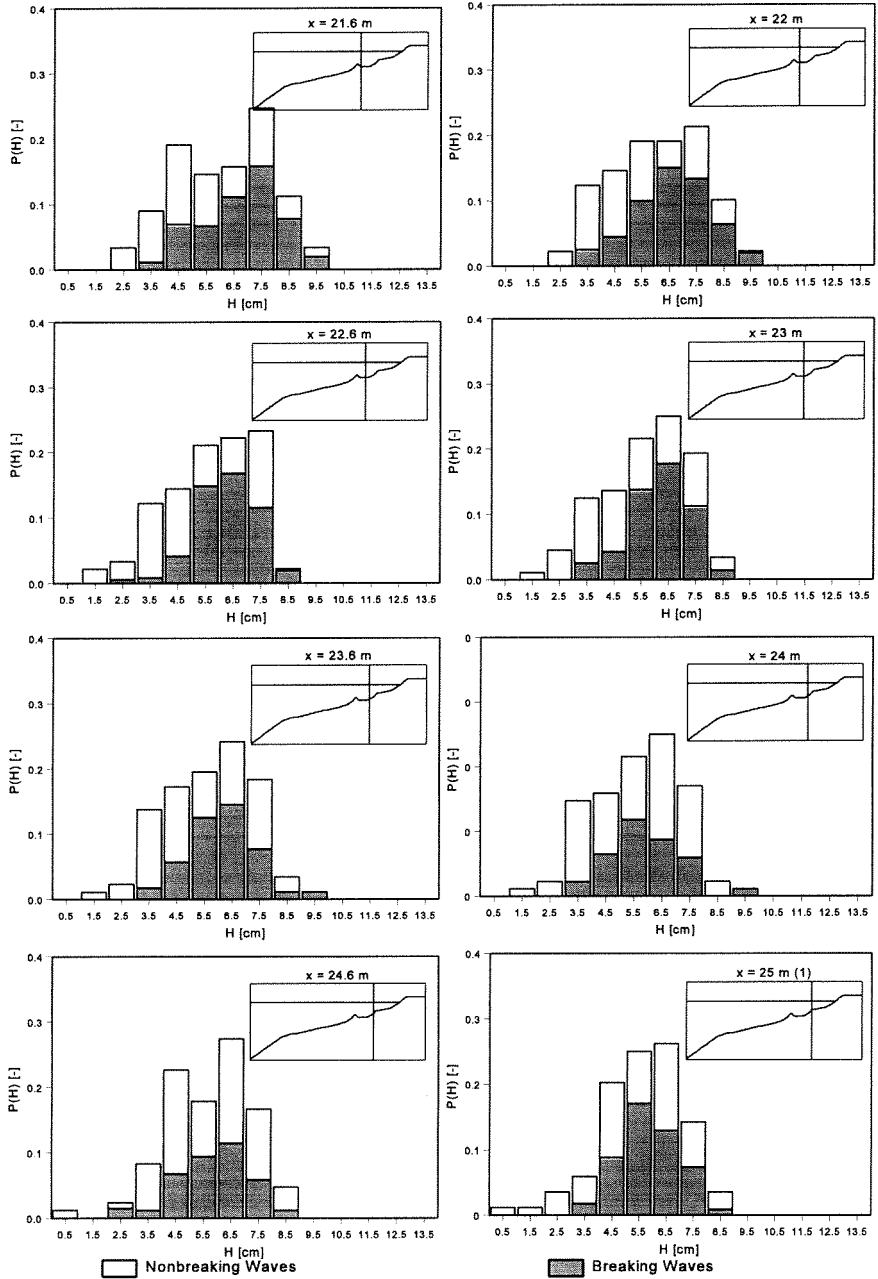 x = 21.6 m
0.4
0.3
0.2
0.1
0.0
P(H) [-]
0.5 1.5 2.5 3.5 4.5 5.5 6.5 7.5 8.5 9.5 10.5 11.5 12.5 13.5
H [cm]
x = 22 m
0.4
0.3
0.2
0.1
0.0
P(H) [-]
0.5 1.5 2.5 3.5 4.5 5.5 6.5 7.5 8.5 9.5 10.5 11.5 12.5 13.5
H [cm]
x = 22.6 m
0.4
0.3
0.2
0.1
0.0
P(H) [-]
0.5 1.5 2.5 3.5 4.5 5.5 6.5 7.5 8.5 9.5 10.5 11.5 12.5 13.5
H [cm]
x = 23 m
0.4
0.3
0.2
0.1
0.0
P(H) [-]
0.5 1.5 2.5 3.5 4.5 5.5 6.5 7.5 8.5 9.5 10.5 11.5 12.5 13.5
H [cm]
x = 23.6 m
0.4
0.3
0.2
0.1
0.0
P(H) [-]
0.5 1.5 2.5 3.5 4.5 5.5 6.5 7.5 8.5 9.5 10.5 11.5 12.5 13.5
H [cm]
x = 24 m
0
0
0
0
0
P(H) [-]
0.5 1.5 2.5 3.5 4.5 5.5 6.5 7.5 8.5 9.5 10.5 11.5 12.5 13.5
H [cm]
x = 24.6 m
0.4
0.3
0.2
0.1
0.0
P(H) [-]
0.5 1.5 2.5 3.5 4.5 5.5 6.5 7.5 8.5 9.5 10.5 11.5 12.5 13.5
H [cm]
x = 25 m (1)
0.4
0.3
0.2
0.1
0
P(H) [-]
0.5 1.5 2.5 3.5 4.5 5.5 6.5 7.5 8.5 9.5 10.5 11.5 12.5 13.5
H [cm]
Nonbreaking Waves
Breaking Waves